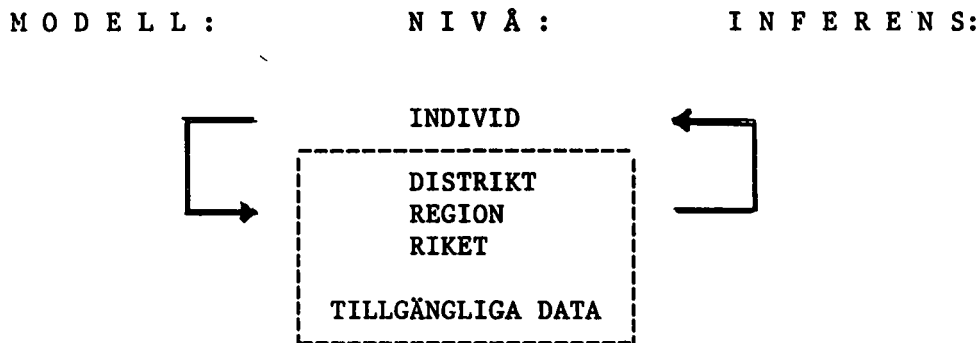 M O D E L L : N I V Å : I N F E R E N S:
INDIVID
DISTRIKT
REGION
RIKET
TILLGÄNGLIGA DATA